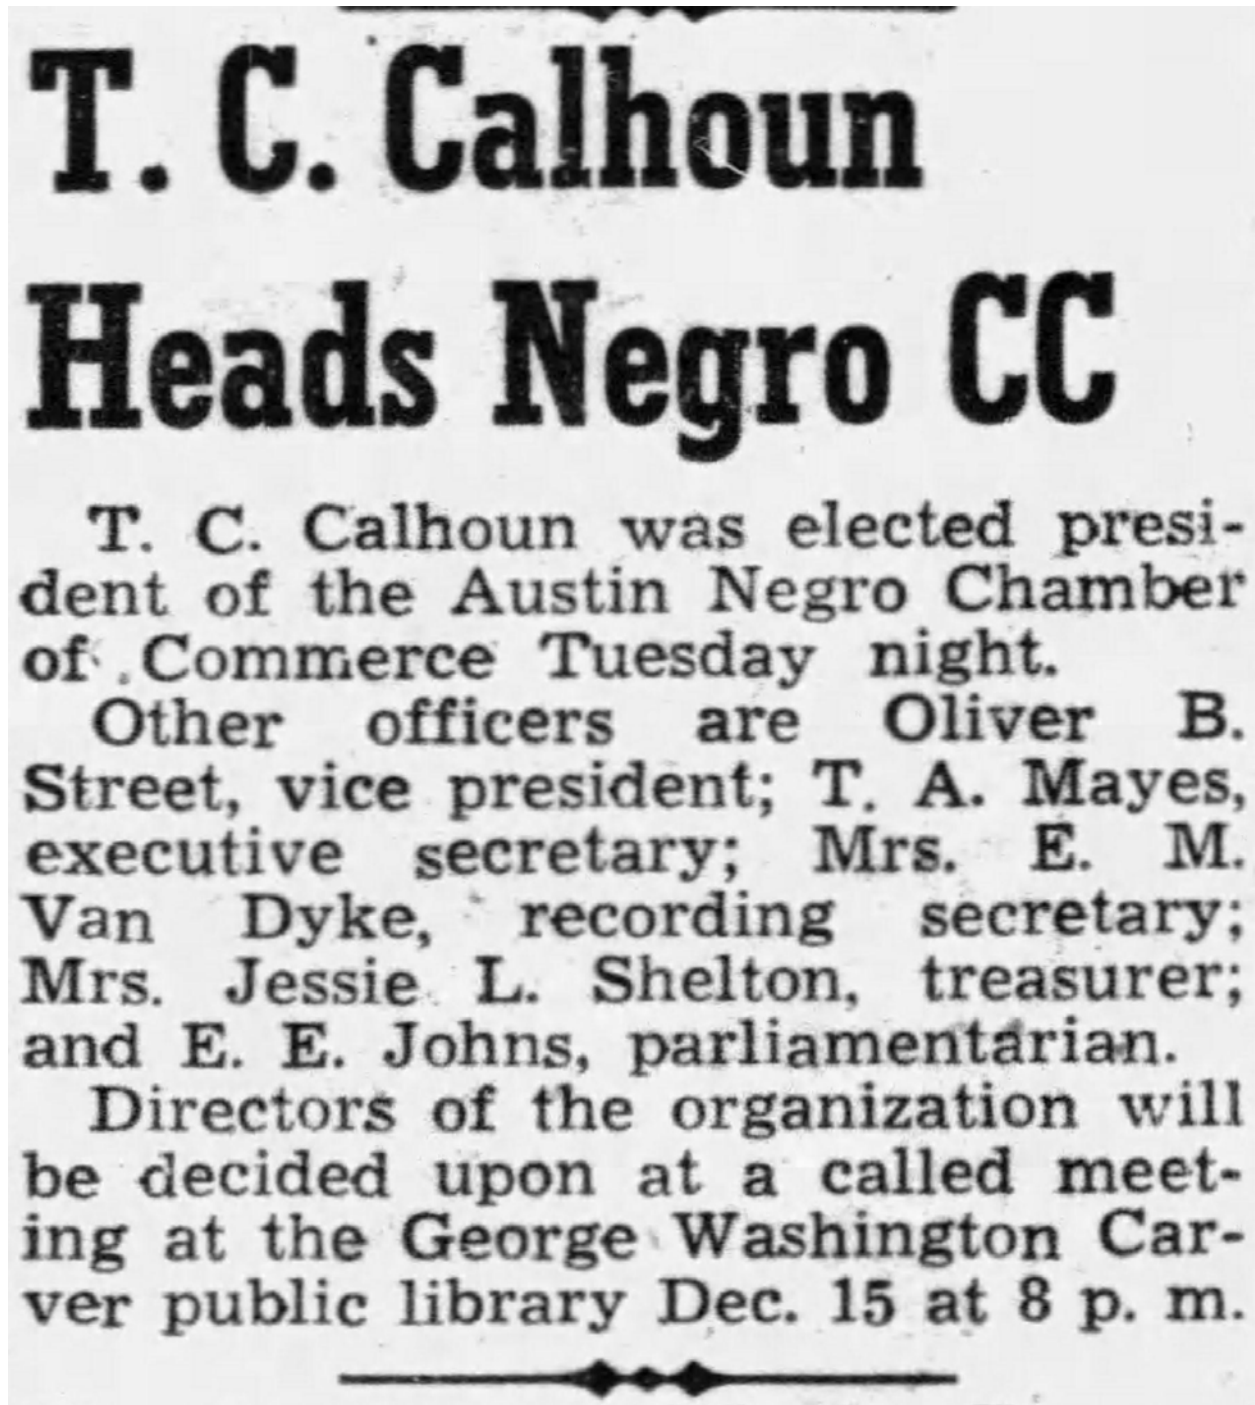 T. C. Calhoun
Heads Negro CC
T. C. Calhoun was elected presi-
dent of the Austin Negro Chamber
of Commerce Tuesday night.
Other officers are Oliver B.
Street, vice president; T. A. Mayes,
executive secretary; Mrs. E. M.
Van Dyke, recording secretary;
Mrs. Jessie L. Shelton, treasurer;
and E. E. Johns, parliamentarian.
Directors of the organization will
be decided upon at a called meet-
ing at the George Washington Car-
ver public library Dec. 15 at 8 p. m.